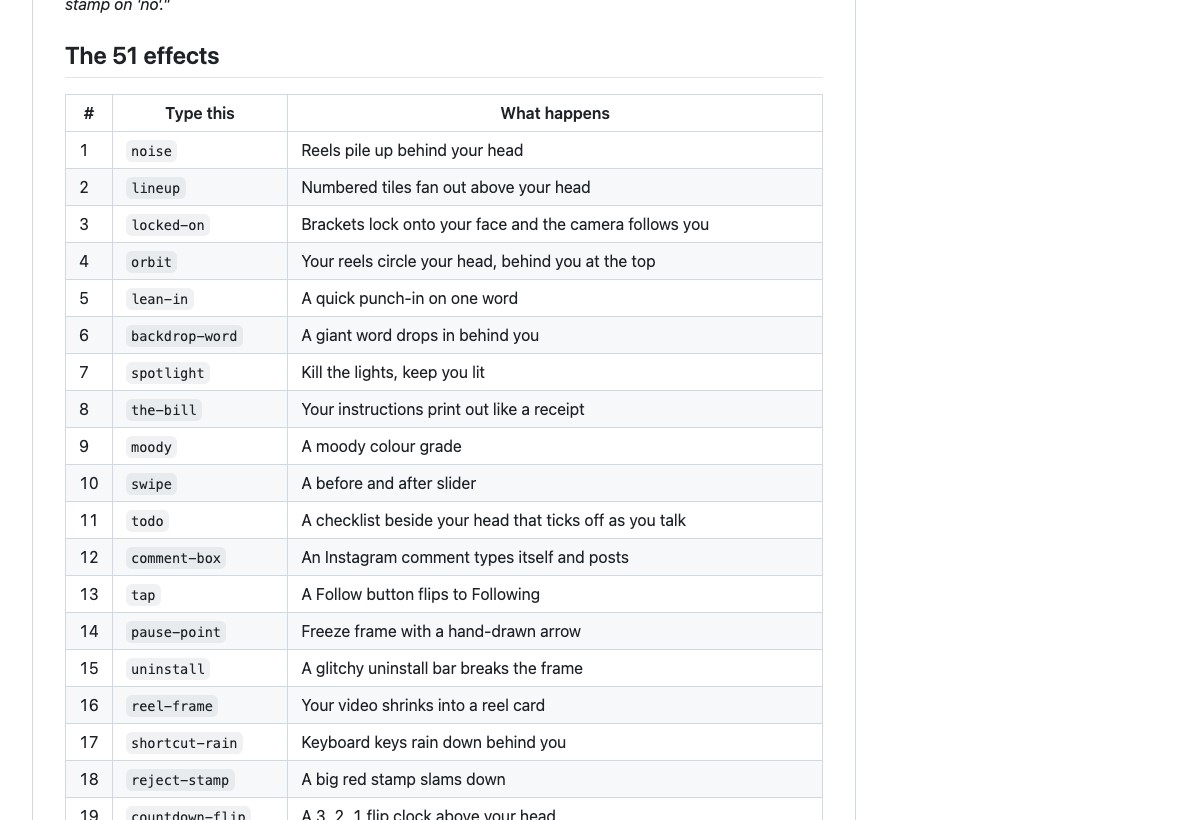 stamp on 'no'."
The 51 effects
# Type this What happens
1 noise Reels pile up behind your head
2 lineup Numbered tiles fan out above your head
3 locked-on Brackets lock onto your face and the camera follows you
4 orbit Your reels circle your head, behind you at the top
5 lean-in A quick punch-in on one word
6 backdrop-word A giant word drops in behind you
7 spotlight Kill the lights, keep you lit
8 the-bill Your instructions print out like a receipt
9 moody A moody colour grade
10 swipe A before and after slider
11 todo A checklist beside your head that ticks off as you talk
12 comment-box An Instagram comment types itself and posts
13 tap A Follow button flips to Following
14 pause-point Freeze frame with a hand-drawn arrow
15 uninstall A glitchy uninstall bar breaks the frame
16 reel-frame Your video shrinks into a reel card
17 shortcut-rain Keyboard keys rain down behind you
18 reject-stamp A big red stamp slams down
19 countdown-flip A 3, 2, 1 flip clock above your head